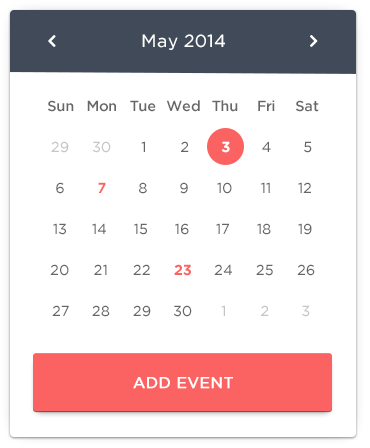 May 2014
Sun Mon Tue Wed Thu Fri Sat
29 30 1 2 3 4 5
6 7 8 9 10 11 12
13 14 15 16 17 18 19
20 21 22 23 24 25 26
27 28 29 30 1 2 3
ADD EVENT